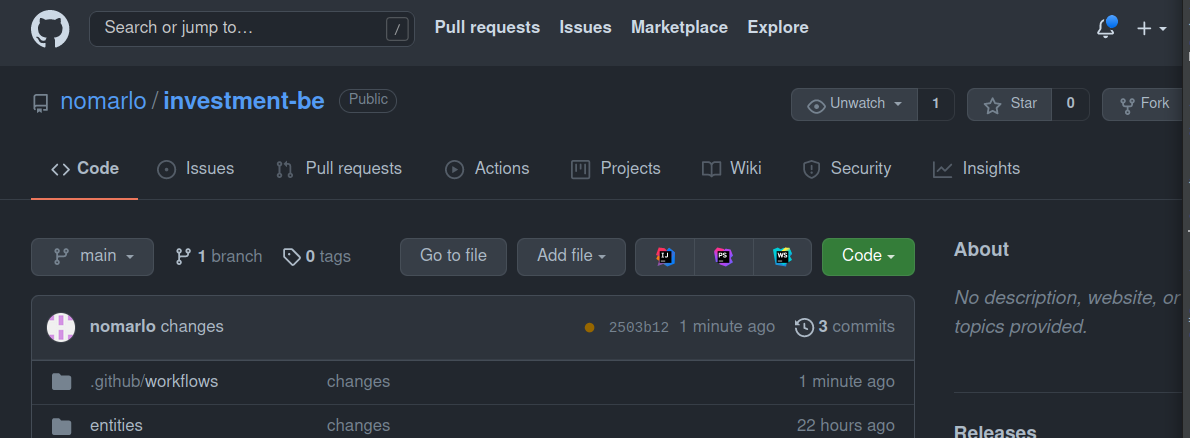 Search or jump to… / Pull requests Issues Marketplace Explore
nomarlo / investment-be Public Unwatch 1 Star 0 Fork
Code Issues Pull requests Actions Projects Wiki Security Insights
main 1 branch 0 tags Go to file Add file IJ PS WS Code
About
No description, website, or
topics provided.
nomarlo changes 2503b12 1 minute ago 3 commits
.github/workflows changes 1 minute ago
entities changes 22 hours ago
Releases